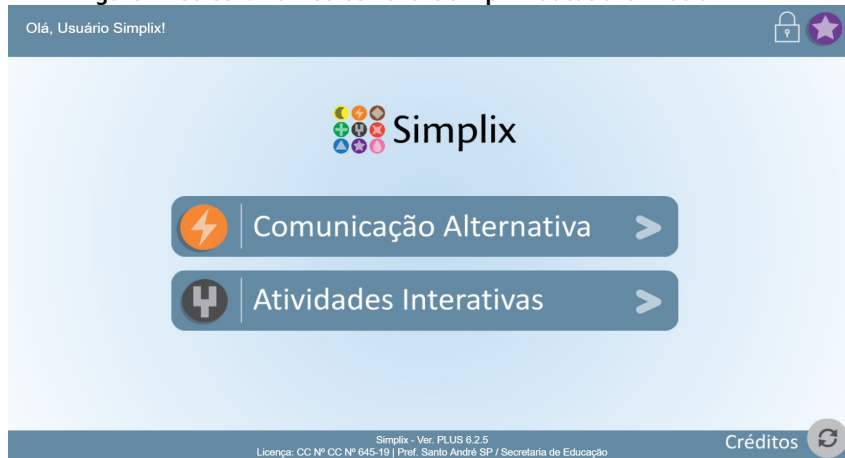 Olá, Usuário Simplix!
Simplix
Comunicação Alternativa
Atividades Interativas
Simplix - Ver. PLUS 6.2.5
Licença: CC Nº CC Nº 645-19 | Pref. Santo André SP / Secretaria de Educação
Créditos